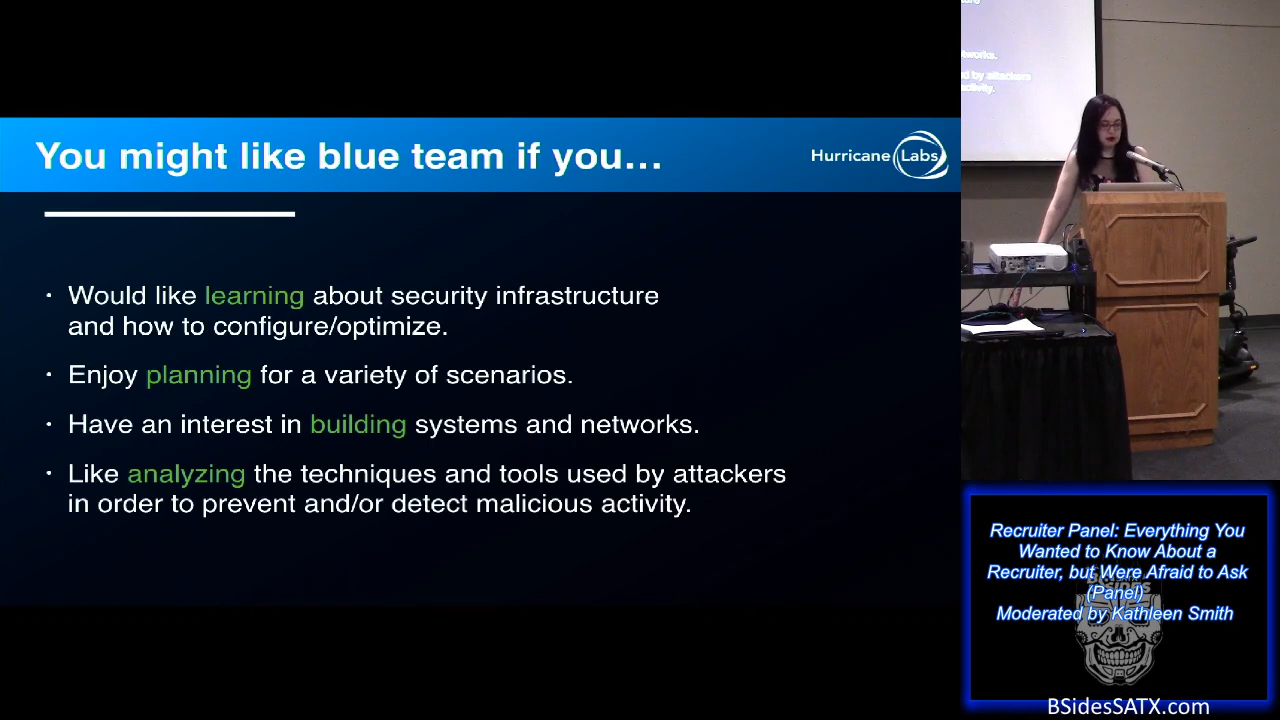 You might like blue team if you...
Hurricane Labs
· Would like learning about security infrastructure
and how to configure/optimize.
· Enjoy planning for a variety of scenarios.
· Have an interest in building systems and networks.
· Like analyzing the techniques and tools used by attackers
in order to prevent and/or detect malicious activity.
by attackers
Recruiter Panel: Everything You
Wanted to Know About a
Recruiter, but Were Afraid to Ask
(Panel)
Moderated by Kathleen Smith
BSidesSATX.com